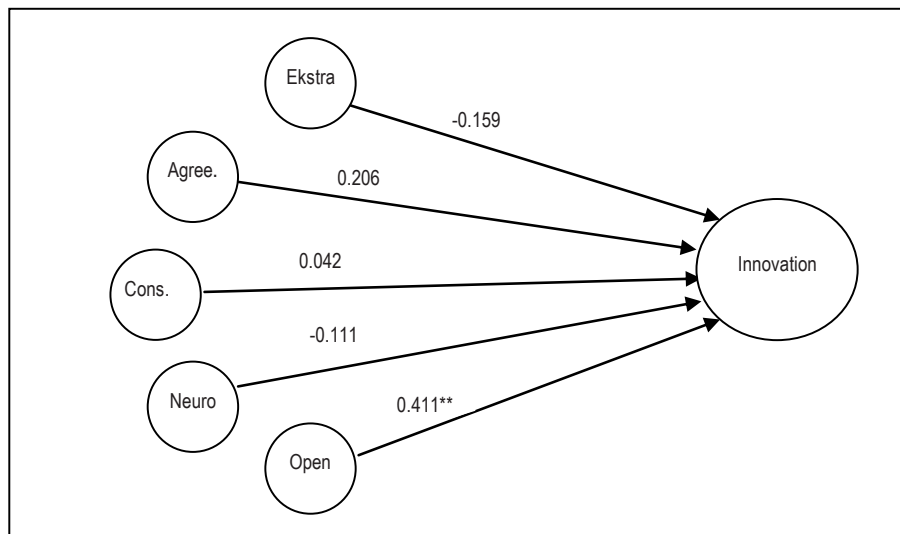 Ekstra
-0.159
Agree.
0.206
Innovation
Cons.
0.042
-0.111
Neuro
0.411**
Open